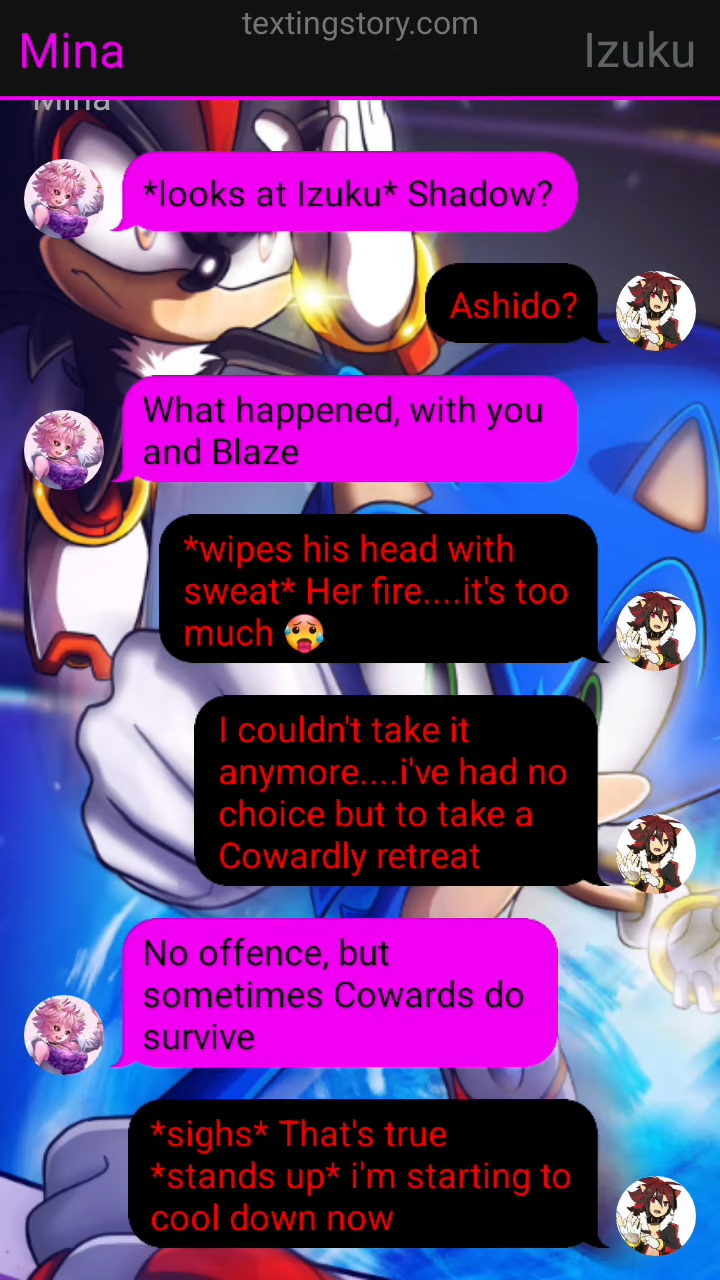 textingstory.com
Mina
Izuku
Mina
*looks at Izuku* Shadow?
Ashido?
What happened, with you
and Blaze
*wipes his head with
sweat* Her fire....it's too
much 🥵
I couldn't take it
anymore....i've had no
choice but to take a
Cowardly retreat
No offence, but
sometimes Cowards do
survive
*sighs* That's true
*stands up* i'm starting to
cool down now